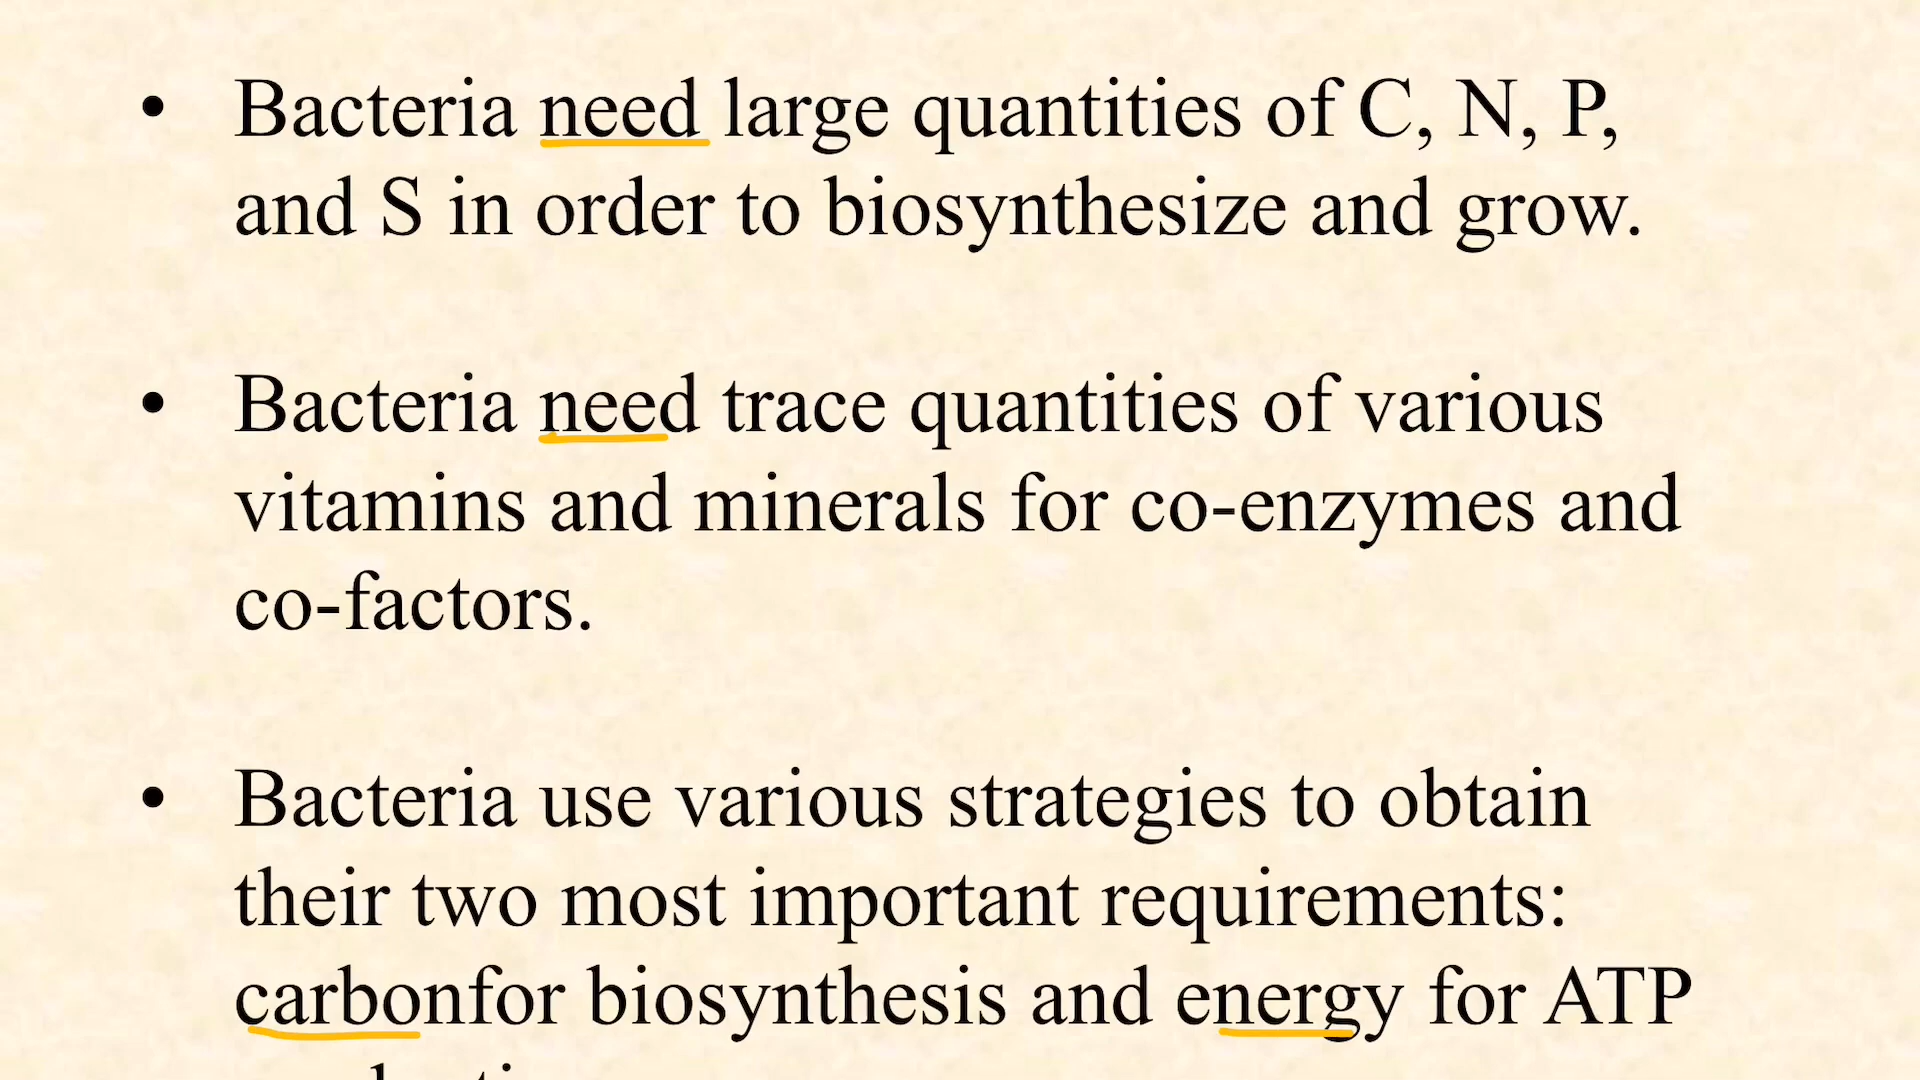 • Bacteria need large quantities of C, N, P,
and S in order to biosynthesize and grow.
• Bacteria need trace quantities of various
vitamins and minerals for co-enzymes and
co-factors.
• Bacteria use various strategies to obtain
their two most important requirements:
carbonfor biosynthesis and energy for ATP